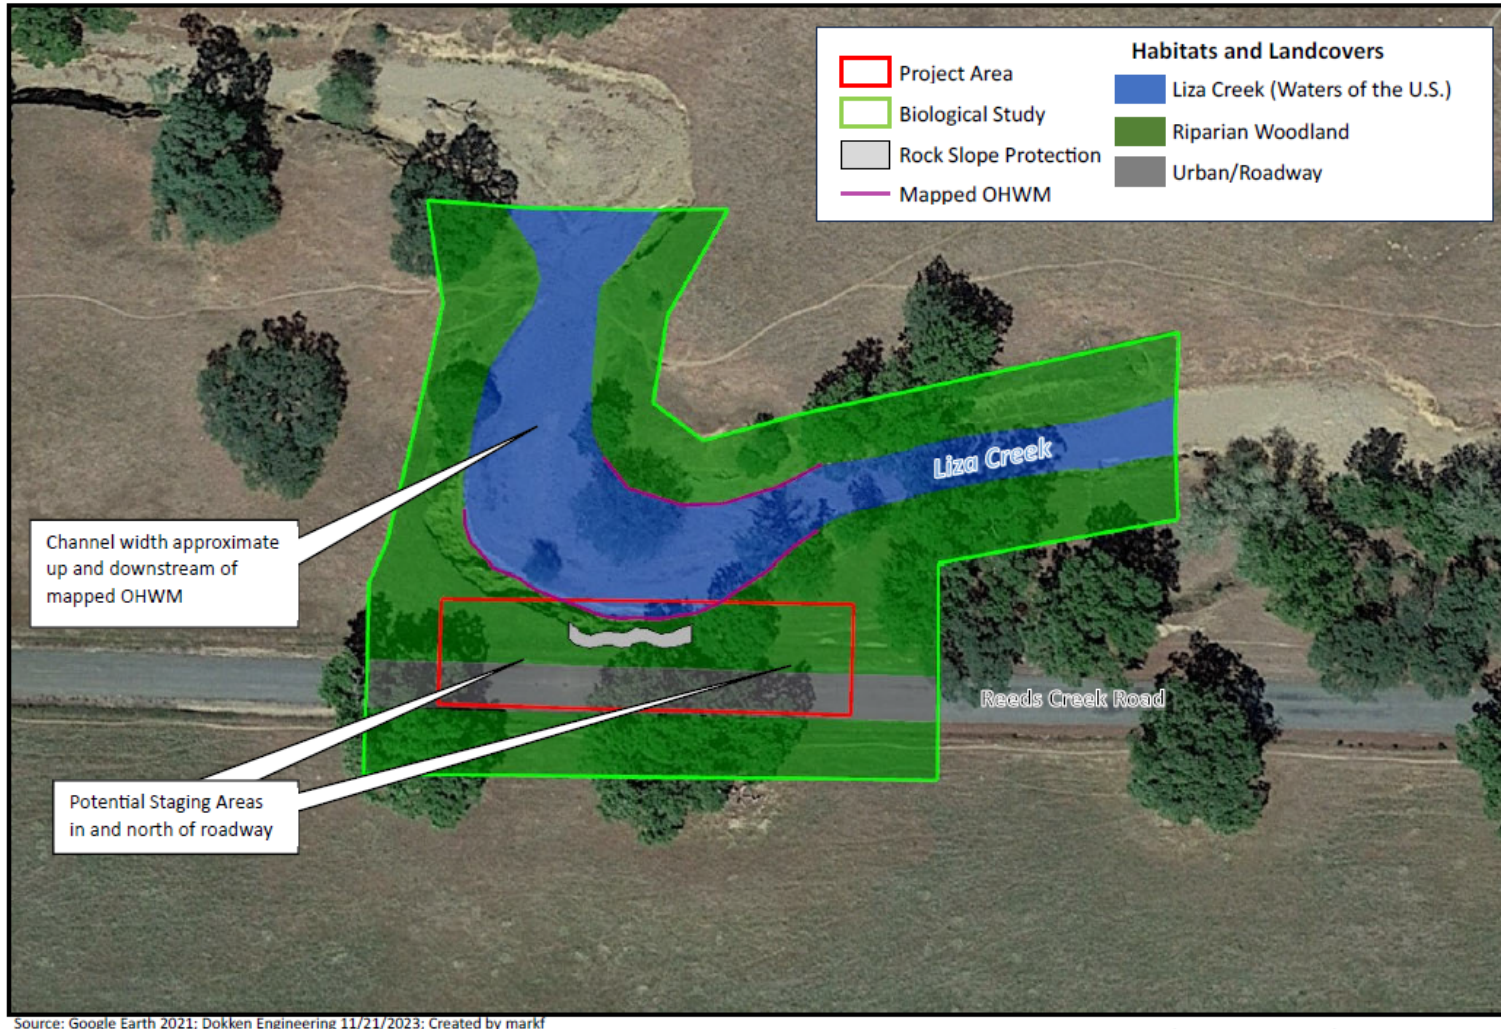 Habitats and Landcovers
Project Area
Biological Study
Rock Slope Protection
Mapped OHWM
Liza Creek (Waters of the U.S.)
Riparian Woodland
Urban/Roadway
Liza Creek
Channel width approximate
up and downstream of
mapped OHWM
Reeds Creek Road
Potential Staging Areas
in and north of roadway
Source: Google Earth 2021; Dokken Engineering 11/21/2023; Created by markf